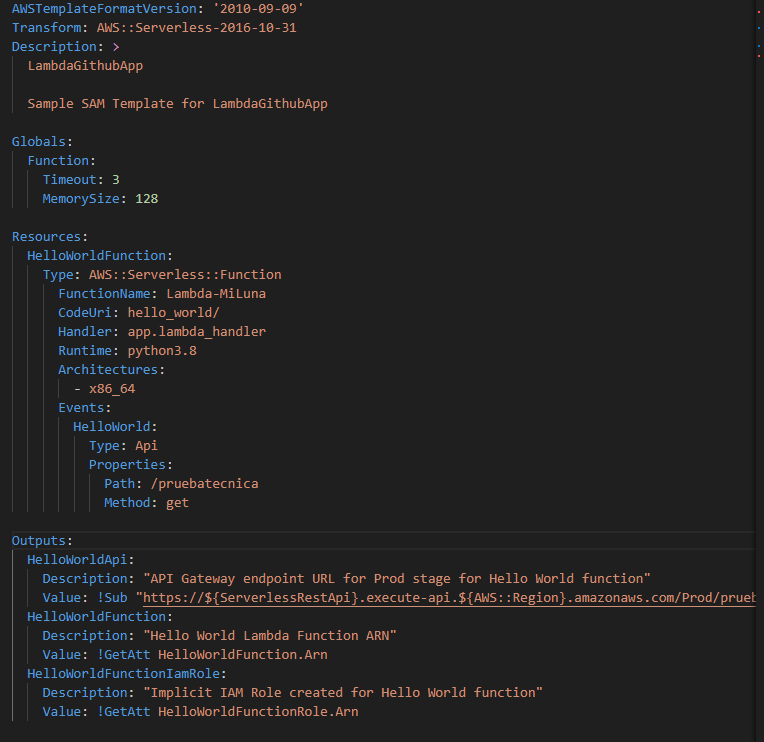 AWSTemplateFormatVersion: '2010-09-09'
Transform: AWS::Serverless-2016-10-31
Description: >
  LambdaGithubApp

  Sample SAM Template for LambdaGithubApp

Globals:
  Function:
    Timeout: 3
    MemorySize: 128

Resources:
  HelloWorldFunction:
    Type: AWS::Serverless::Function
      FunctionName: Lambda-MiLuna
      CodeUri: hello_world/
      Handler: app.lambda_handler
      Runtime: python3.8
      Architectures:
        - x86_64
      Events:
        HelloWorld:
          Type: Api
          Properties:
            Path: /pruebatecnica
            Method: get

Outputs:
  HelloWorldApi:
    Description: "API Gateway endpoint URL for Prod stage for Hello World function"
    Value: !Sub "https://${ServerlessRestApi}.execute-api.${AWS::Region}.amazonaws.com/Prod/prueb
  HelloWorldFunction:
    Description: "Hello World Lambda Function ARN"
    Value: !GetAtt HelloWorldFunction.Arn
  HelloWorldFunctionIamRole:
    Description: "Implicit IAM Role created for Hello World function"
    Value: !GetAtt HelloWorldFunctionRole.Arn